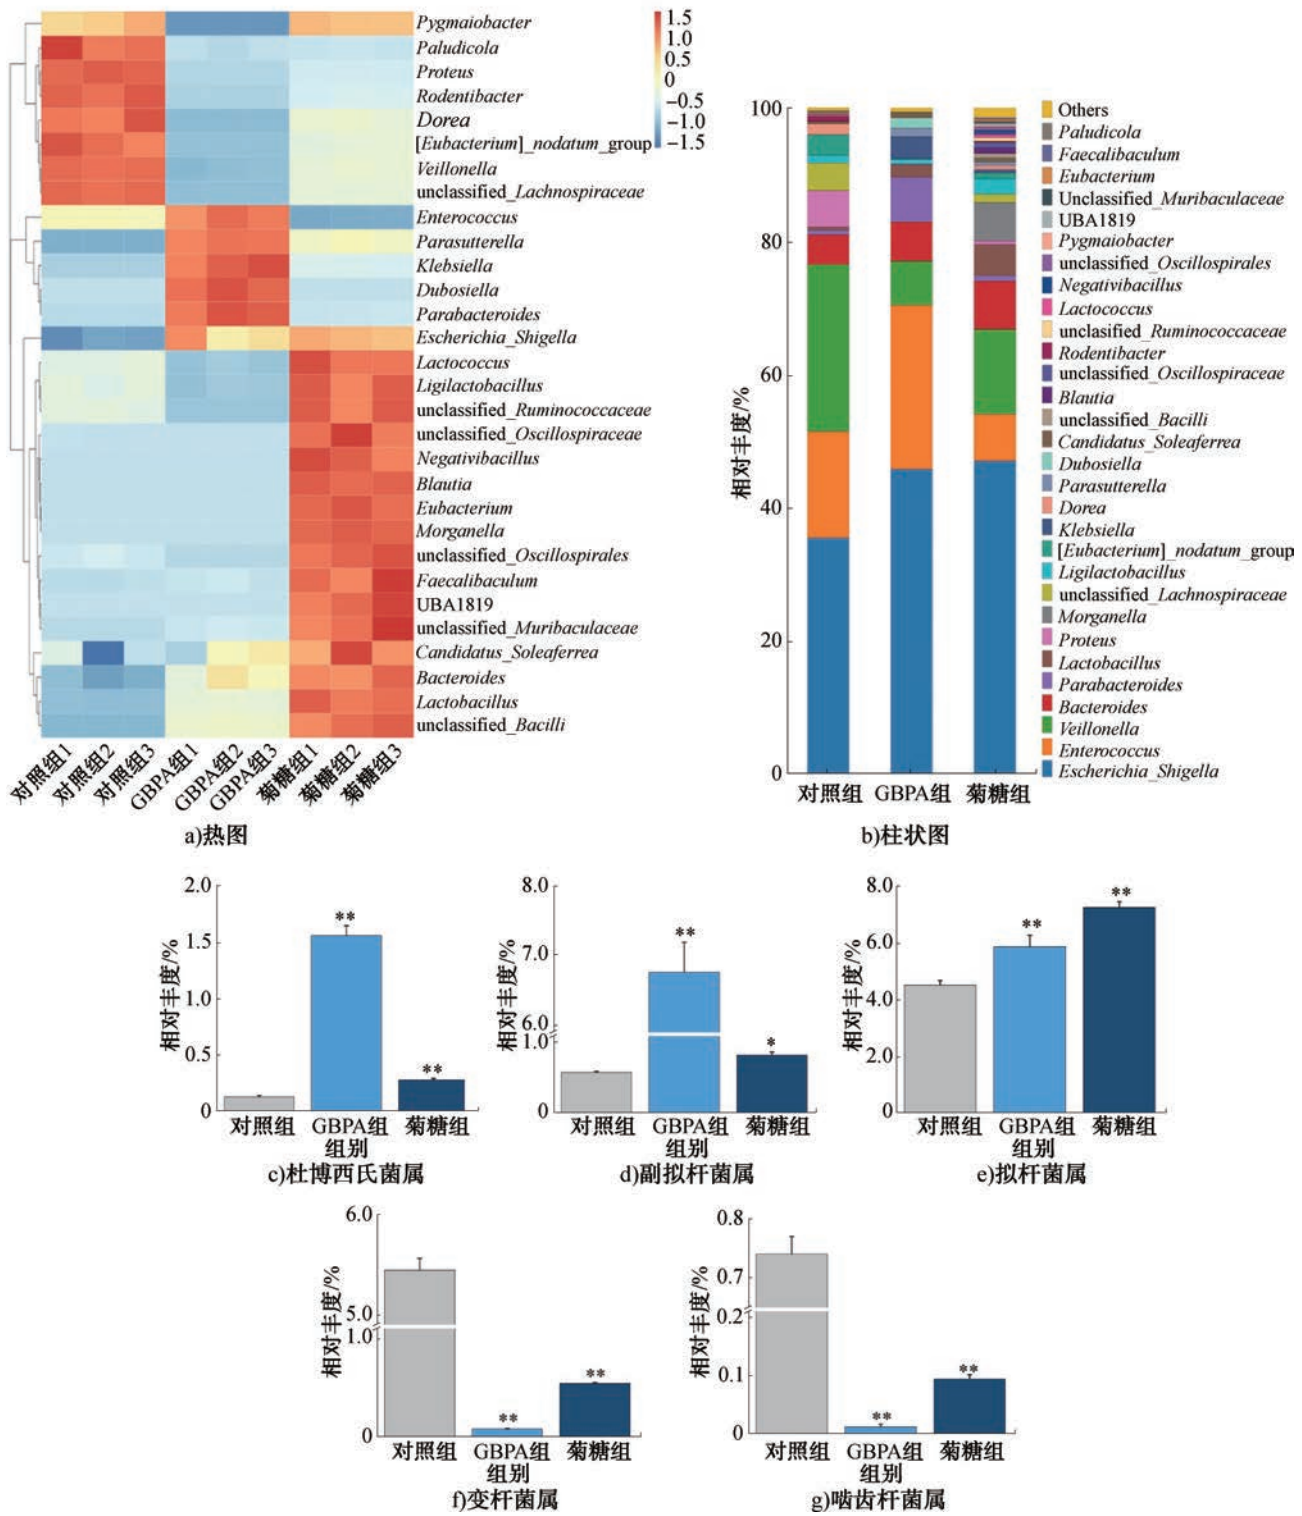 Pygmaiobacter
Paludicola
Proteus
Rodentibacter
Dorea
[Eubacterium]_nodatum_group
Veillonella
unclassified_Lachnospiraceae
Enterococcus
Parasutterella
Klebsiella
Dubosiella
Parabacteroides
Escherichia_Shigella
Lactococcus
Ligilactobacillus
unclassified_Ruminococcaceae
unclassified_Oscillospiraceae
Negativibacillus
Blautia
Eubacterium
Morganella
unclassified_Oscillospirales
Faecalibaculum
UBA1819
unclassified_Muribaculaceae
Candidatus_Soleaferrea
Bacteroides
Lactobacillus
unclassified_Bacilli
1.5
1.0
0.5
0
−0.5
−1.0
−1.5
对照组1
对照组2
对照组3
GBPA组1
GBPA组2
GBPA组3
菊糖组1
菊糖组2
菊糖组3
a)热图
相对丰度/%
100
80
60
40
20
0
对照组 GBPA组 菊糖组
b)柱状图
Others
Paludicola
Faecalibaculum
Eubacterium
Unclassified_Muribaculaceae
UBA1819
Pygmaiobacter
unclassified_Oscillospirales
Negativibacillus
Lactococcus
unclasified_Ruminococcaceae
Rodentibacter
unclassified_Oscillospiraceae
Blautia
unclassified_Bacilli
Candidatus_Soleaferrea
Dubosiella
Parasutterella
Dorea
Klebsiella
[Eubacterium]_nodatum_group
Ligilactobacillus
unclassified_Lachnospiraceae
Morganella
Proteus
Lactobacillus
Parabacteroides
Bacteroides
Veillonella
Enterococcus
Escherichia_Shigella
相对丰度/%
2.0
1.5
1.0
0.5
0
**
**
对照组 GBPA组 菊糖组
组别
c)杜博西氏菌属
相对丰度/%
8.0
7.0
6.0
1.0
0
**
*
对照组 GBPA组 菊糖组
组别
d)副拟杆菌属
相对丰度/%
8.0
6.0
4.0
2.0
0
**
**
对照组 GBPA组 菊糖组
组别
e)拟杆菌属
相对丰度/%
6.0
5.0
1.0
0
**
**
对照组 GBPA组 菊糖组
组别
f)变杆菌属
相对丰度/%
0.8
0.7
0.2
0.1
0
**
**
对照组 GBPA组 菊糖组
组别
g)啮齿杆菌属